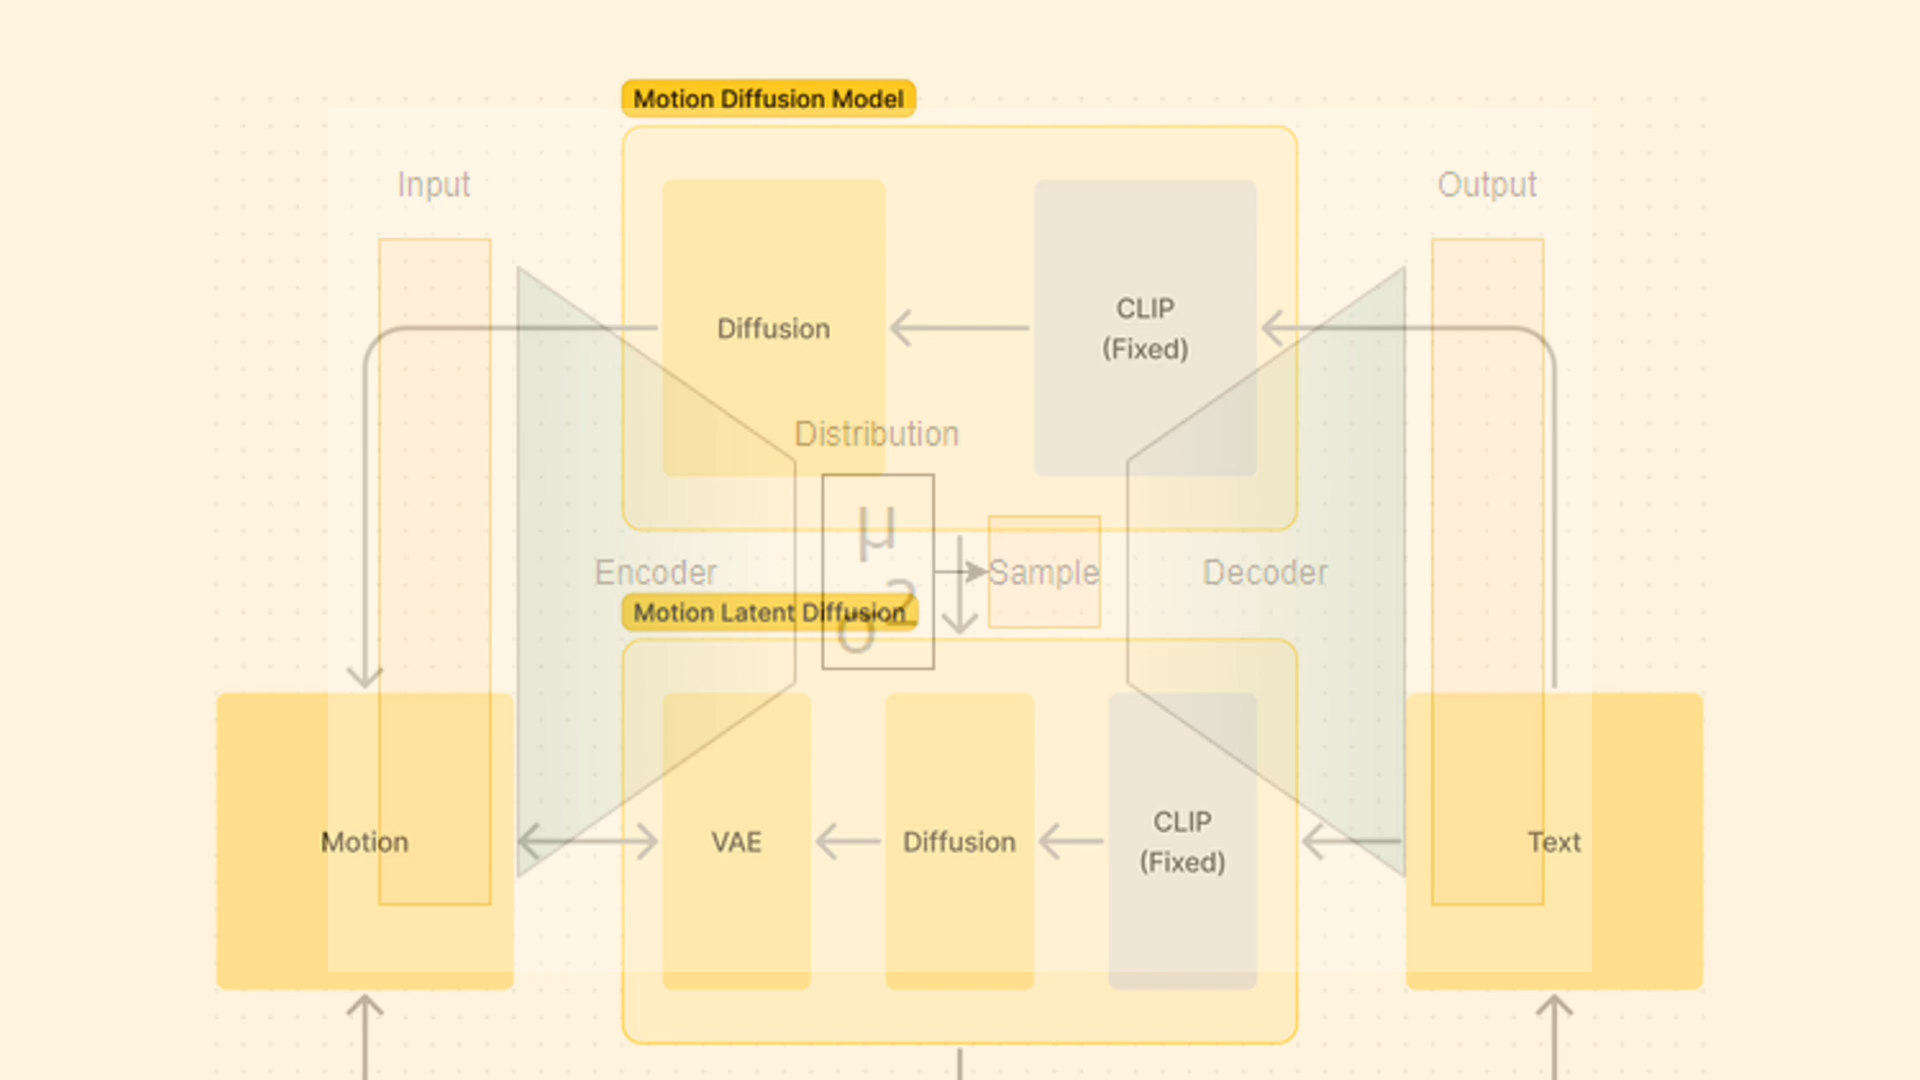 Motion Diffusion Model
Input
Output
Diffusion
CLIP
(Fixed)
Distribution
μ
σ2
Encoder
Sample
Decoder
Motion Latent Diffusion
Motion
VAE
Diffusion
CLIP
(Fixed)
Text